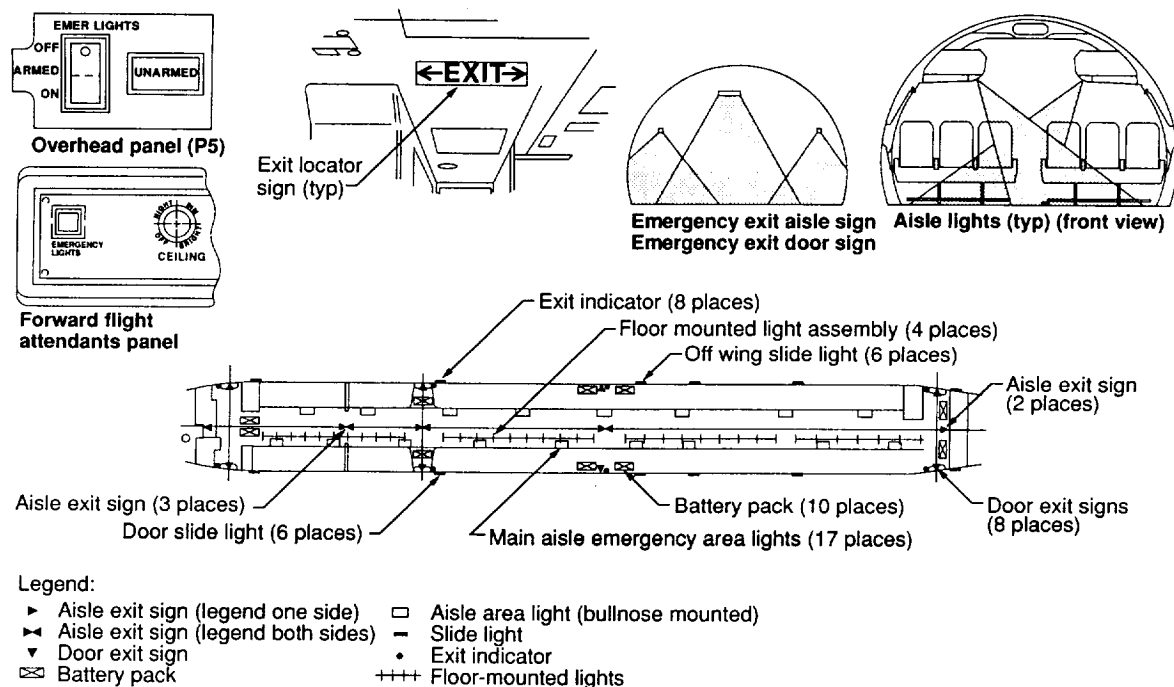 EMER LIGHTS
OFF
ARMED
ON
UNARMED
Overhead panel (P5)
EMERGENCY
LIGHTS
NIGHT
DIM
OFF
BRIGHT
CEILING
Forward flight
attendants panel
EXIT
Exit locator
sign (typ)
Emergency exit aisle sign
Emergency exit door sign
Aisle lights (typ) (front view)
Exit indicator (8 places)
Floor mounted light assembly (4 places)
Off wing slide light (6 places)
Aisle exit sign
(2 places)
Aisle exit sign (3 places)
Door slide light (6 places)
Battery pack (10 places)
Main aisle emergency area lights (17 places)
Door exit signs
(8 places)
Legend:
Aisle exit sign (legend one side)
Aisle exit sign (legend both sides)
Door exit sign
Battery pack
Aisle area light (bullnose mounted)
Slide light
Exit indicator
Floor-mounted lights